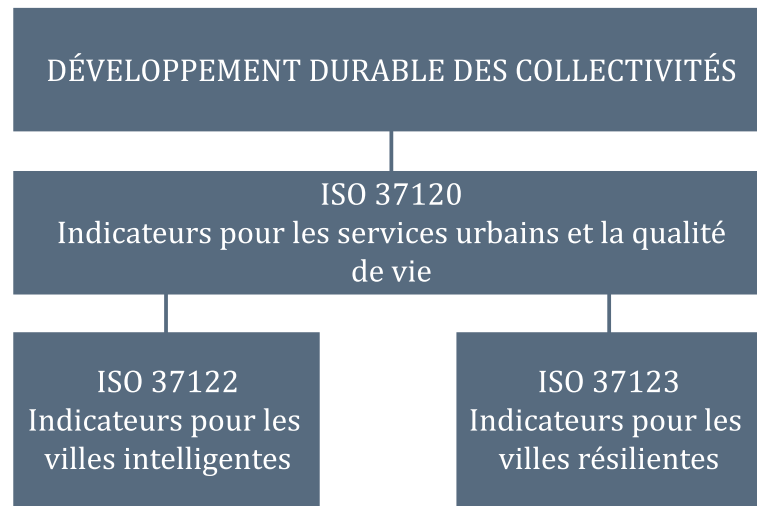 DÉVELOPPEMENT DURABLE DES COLLECTIVITÉS
ISO 37120
Indicateurs pour les services urbains et la qualité
de vie
ISO 37122
Indicateurs pour les
villes intelligentes
ISO 37123
Indicateurs pour les
villes résilientes